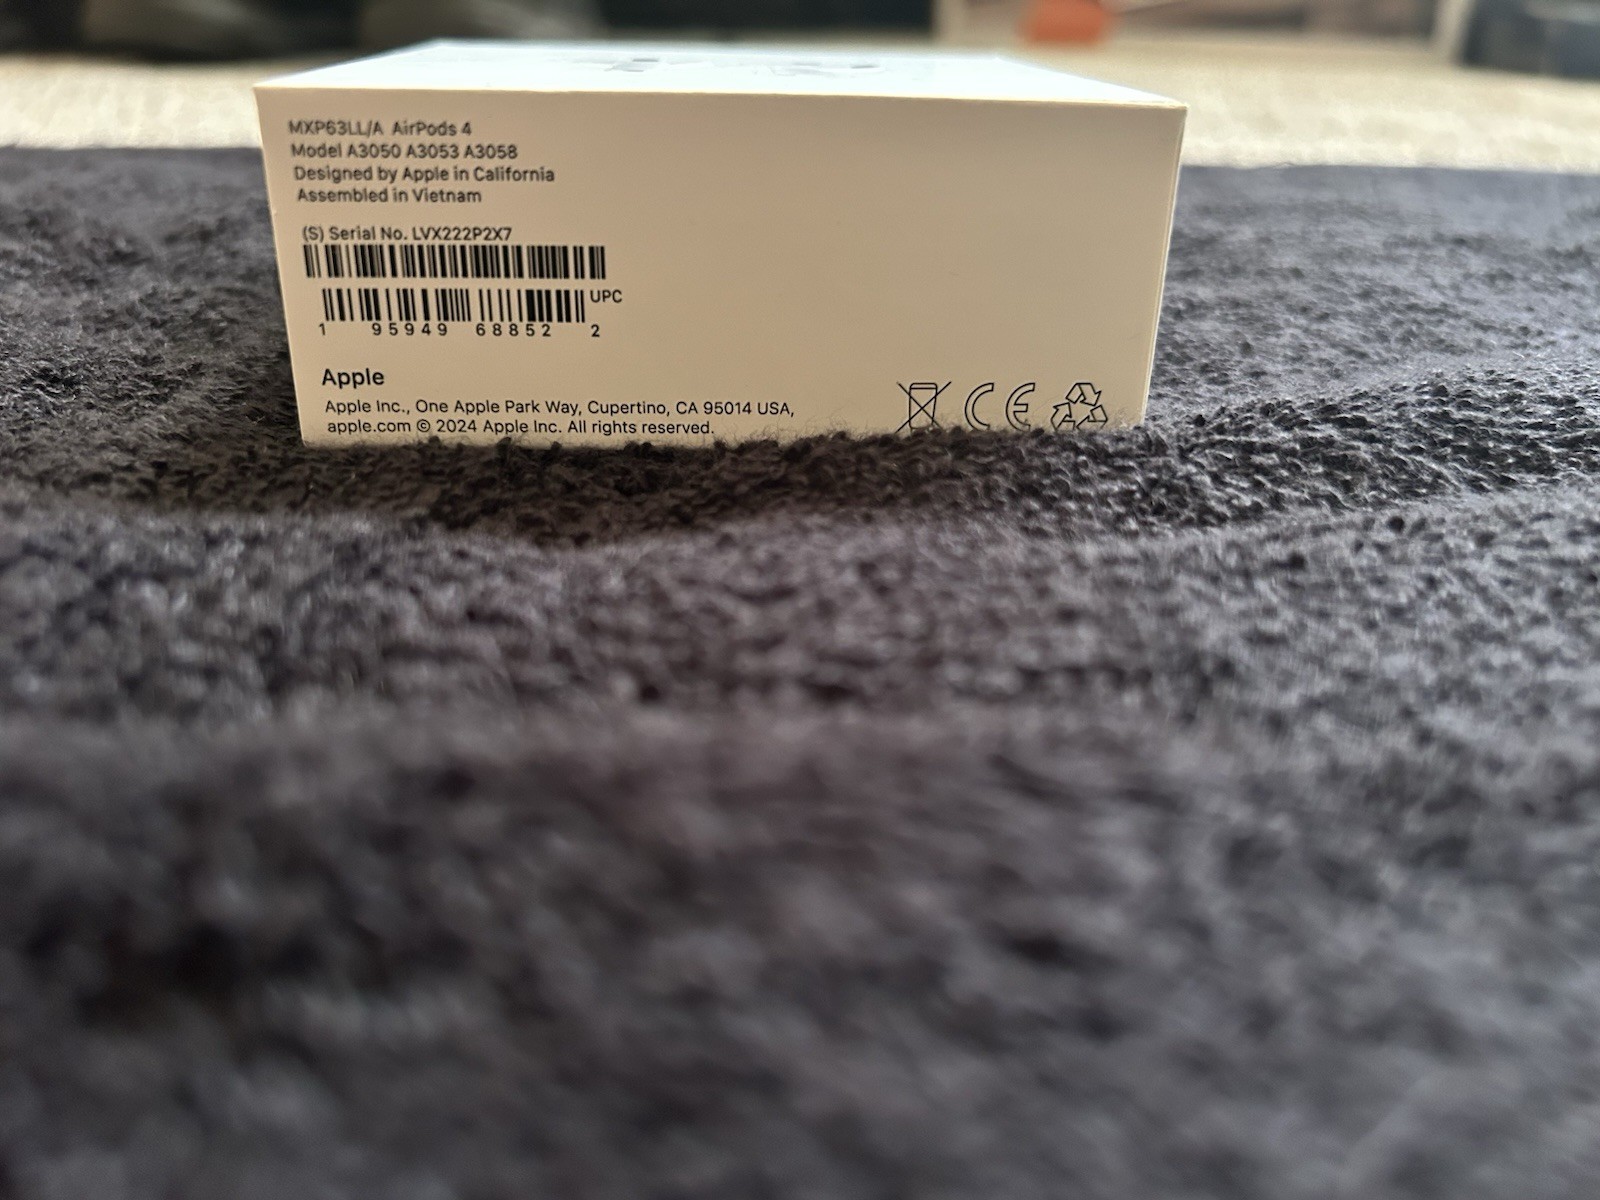 MXP63LL/A AirPods 4
Model A3050 A3053 A3058
Designed by Apple in California
Assembled in Vietnam
(S) Serial No. LVX222P2X7
UPC
1 95949 68852 2
Apple
Apple Inc., One Apple Park Way, Cupertino, CA 95014 USA,
apple.com © 2024 Apple Inc. All rights reserved.
CE